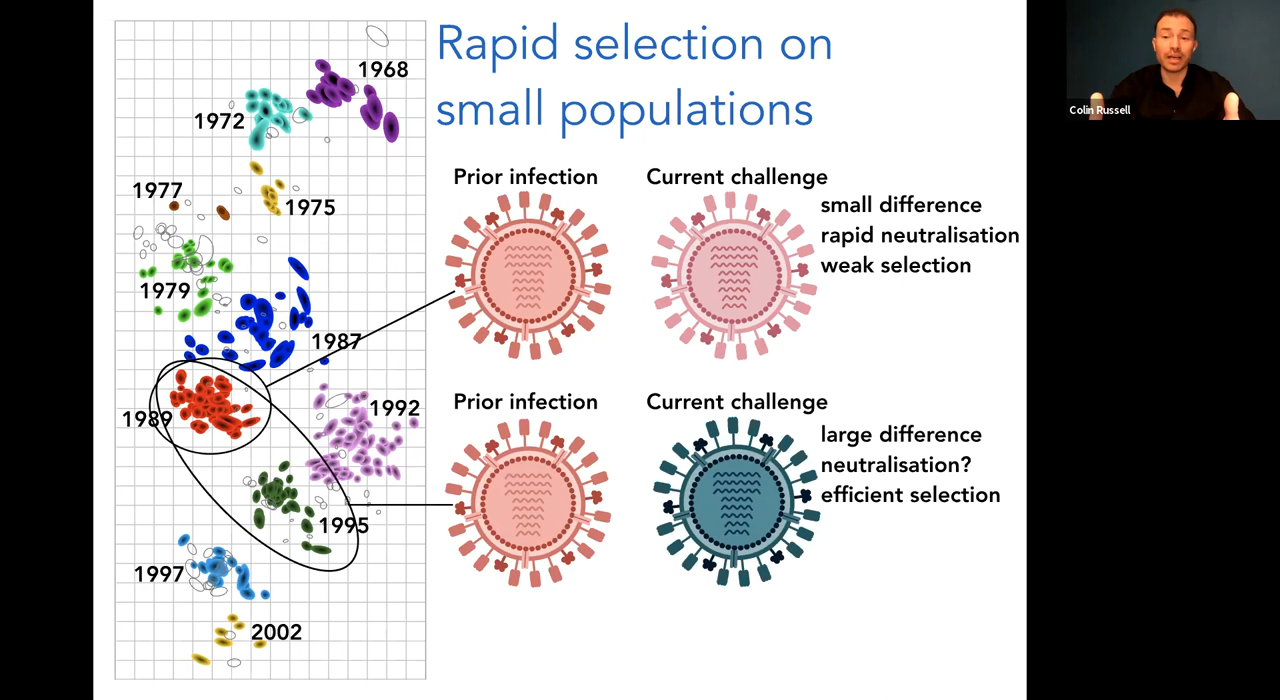 Rapid selection on
small populations
1968
1972
1977
1975
1979
1987
1989
1992
1995
1997
2002
Prior infection
Current challenge
small difference
rapid neutralisation
weak selection
Prior infection
Current challenge
large difference
neutralisation?
efficient selection
Colin Russell